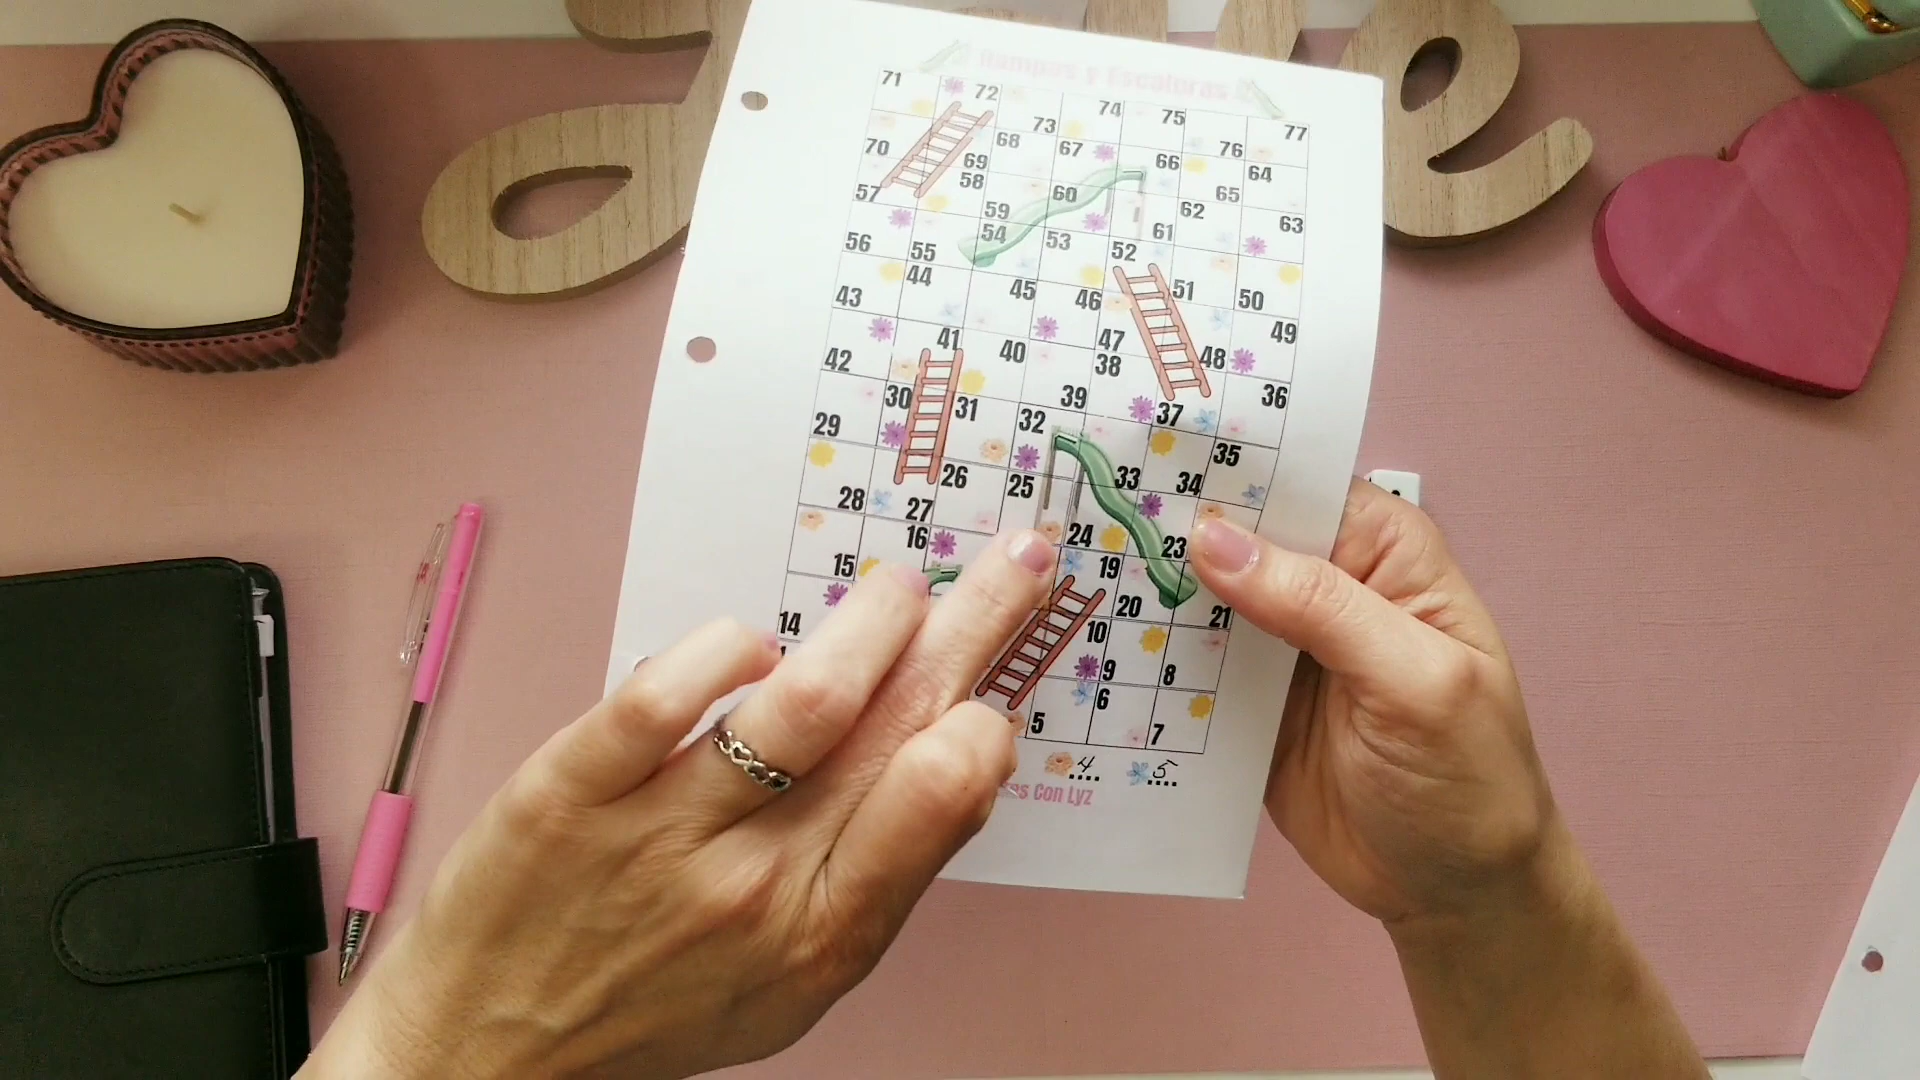 Rampas y Escaleras
71 72 73 74 75 76 77
70 69 68 67 66 65 64
57 58 59 60 61 62 63
56 55 54 53 52 51 50
43 44 45 46 47 48 49
42 41 40 39 38 37 36
29 30 31 32 33 34 35
28 27 26 25 24 23
15 16 19 20 21
14 10 9 8
5 6 7
4 5
Con Lyz